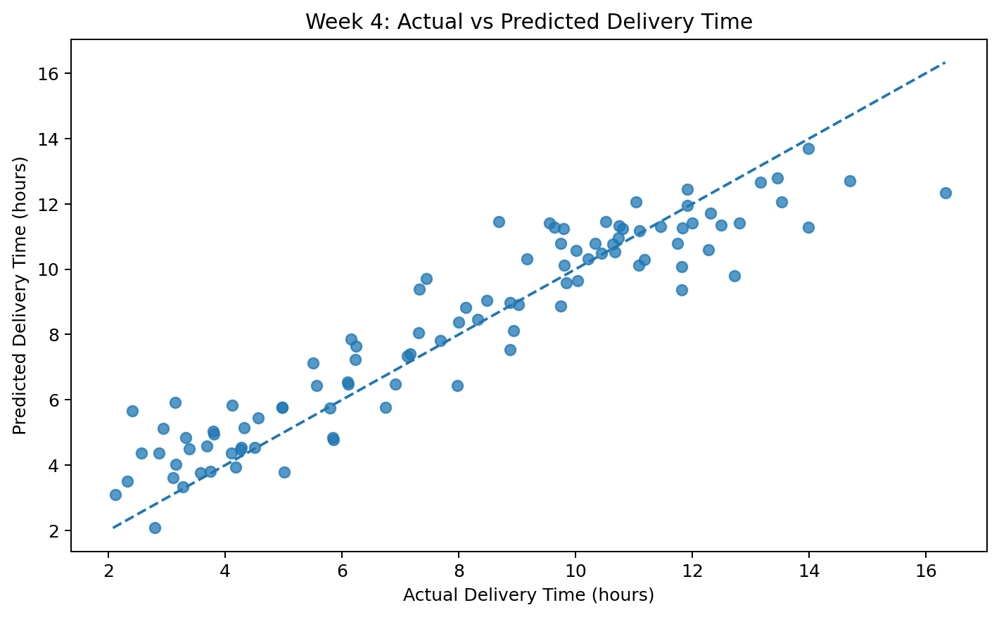 Week 4: Actual vs Predicted Delivery Time
Predicted Delivery Time (hours)
16
14
12
10
8
6
4
2
2 4 6 8 10 12 14 16
Actual Delivery Time (hours)